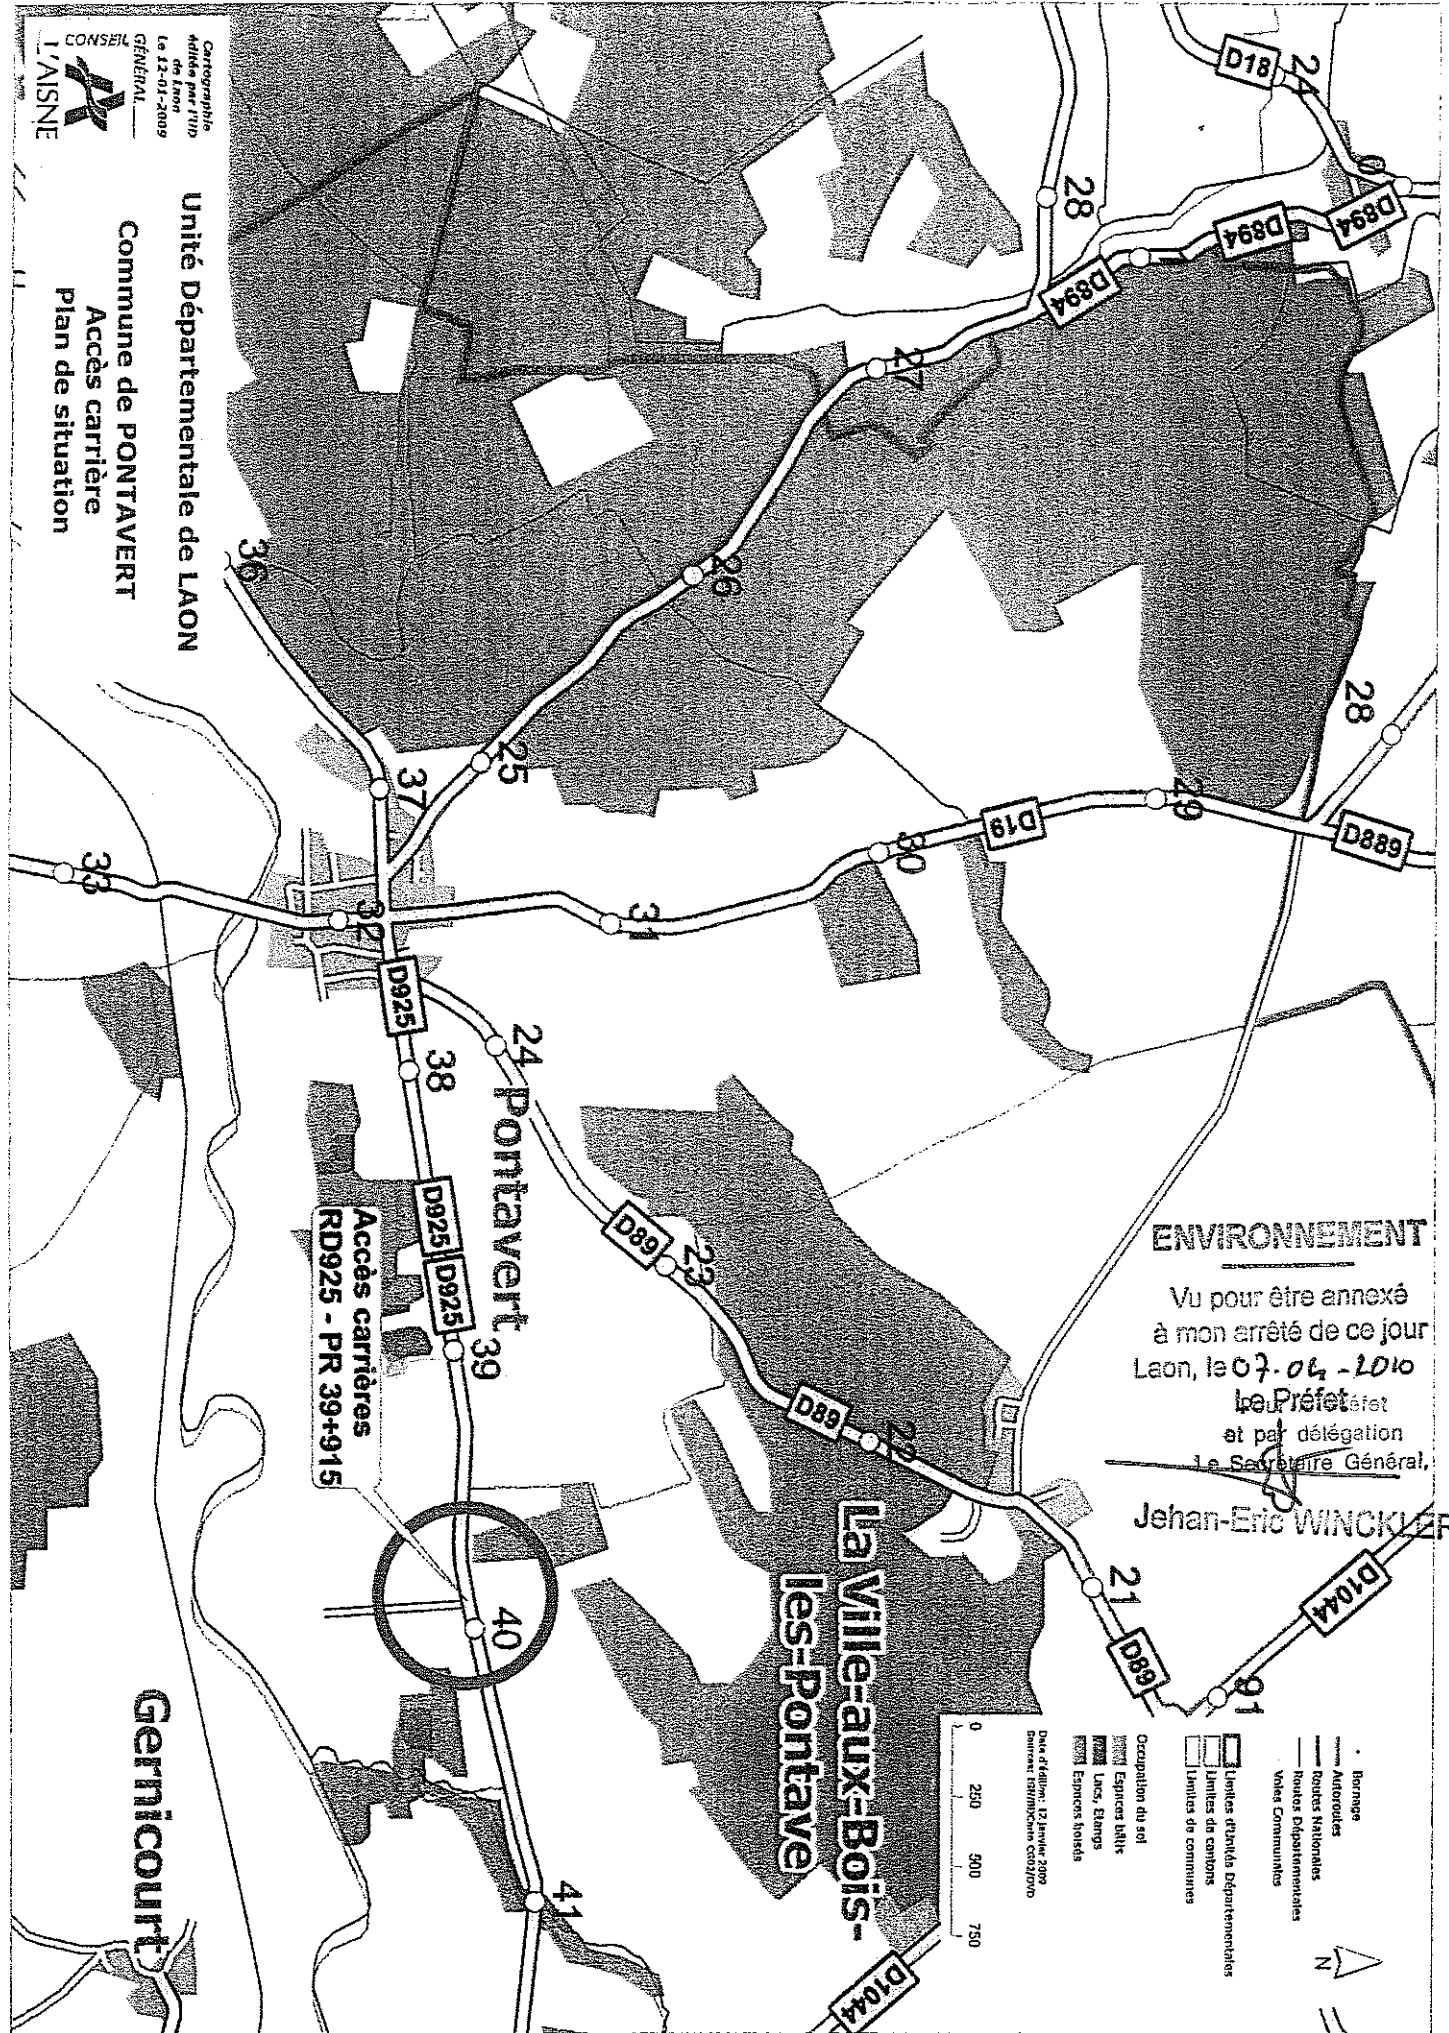 Cartographie
éditée par l'UD
de Laon
Le 12-01-2009
CONSEIL
GÉNÉRAL
L'AISNE
Unité Départementale de LAON
Commune de PONTAVERT
Accès carrière
Plan de situation
D18
24
28
D894
D894
D894
27
26
25
36
37
28
29
D889
D19
30
31
32
33
D925
38
24
Pontavert
D925
D925
39
Accès carrières
RD925 - PR 39+915
D89
23
D89
22
La Ville-aux-Bois-
les-Pontave
21
D89
91
D1044
D1044
40
41
Gernicourt
ENVIRONNEMENT
Vu pour être annexé
à mon arrêté de ce jour
Laon, le 07-04-2010
Le Préfet
et par délégation
Le Secrétaire Général,
Jehan-Eric WINCKLER
Bornage
Autoroutes
Routes Nationales
Routes Départementales
Voies Communales
Limites d'Unités Départementales
Limites de cantons
Limites de communes
Occupation du sol
Espaces bâtis
Lacs, Etangs
Espaces boisés
Date d'édition: 12 janvier 2009
0 250 500 750
N